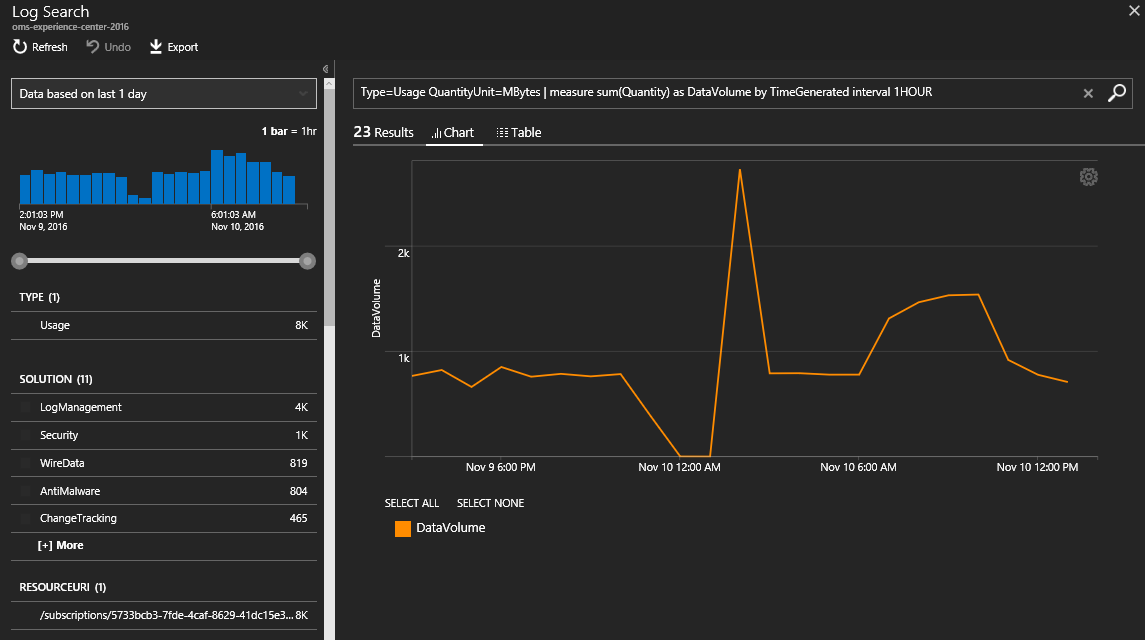 Log Search
oms-experience-center-2016
Refresh Undo Export
Data based on last 1 day
1 bar = 1hr
2:01:03 PM
Nov 9, 2016
6:01:03 AM
Nov 10, 2016
TYPE (1)
Usage 8K
SOLUTION (11)
LogManagement 4K
Security 1K
WireData 819
AntiMalware 804
ChangeTracking 465
[+] More
RESOURCEURI (1)
/subscriptions/5733bcb3-7fde-4caf-8629-41dc15e3... 8K
Type=Usage QuantityUnit=MBytes | measure sum(Quantity) as DataVolume by TimeGenerated interval 1HOUR
23 Results Chart Table
2k
DataVolume
1k
Nov 9 6:00 PM Nov 10 12:00 AM Nov 10 6:00 AM Nov 10 12:00 PM
SELECT ALL SELECT NONE
DataVolume